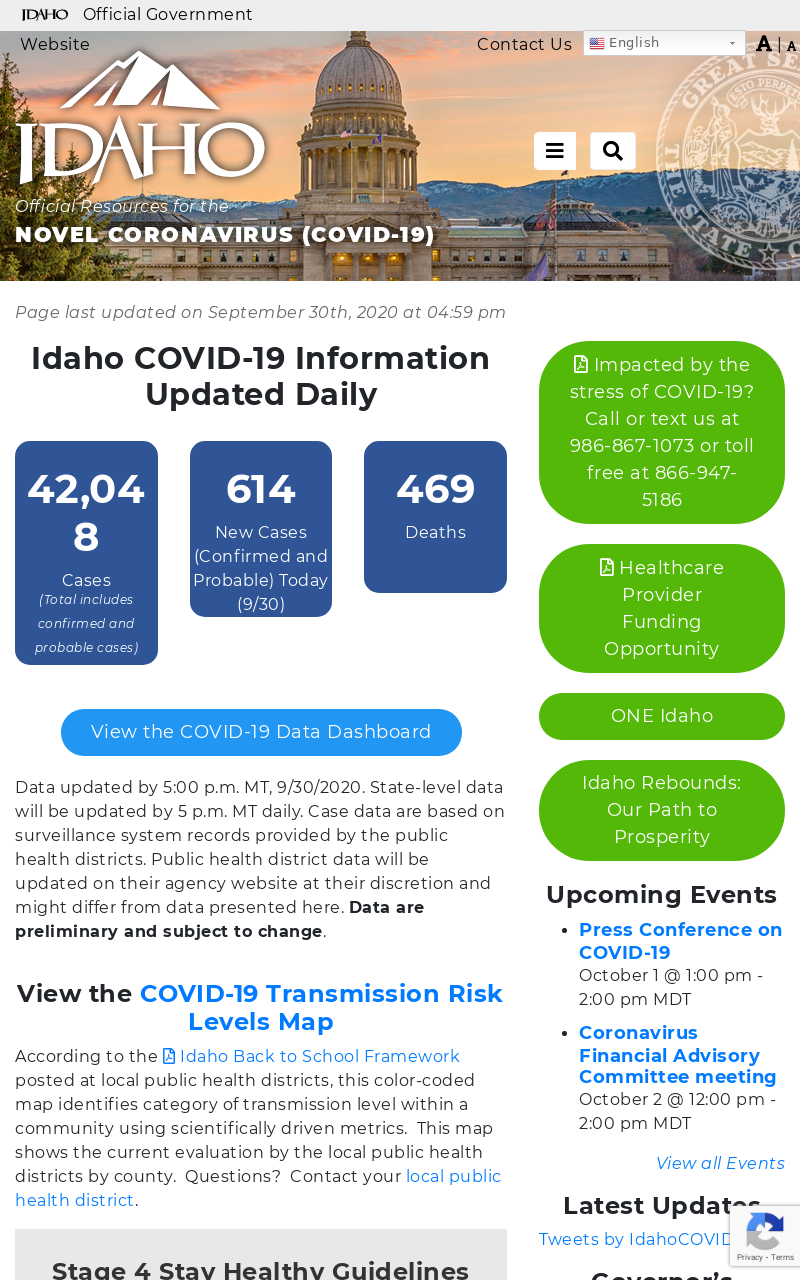 IDAHO Official Government
Website
Contact Us English A | A
IDAHO
Official Resources for the
NOVEL CORONAVIRUS (COVID-19)
Page last updated on September 30th, 2020 at 04:59 pm
Idaho COVID-19 Information
Updated Daily
42,04
8
Cases
(Total includes
confirmed and
probable cases)
614
New Cases
(Confirmed and
Probable) Today
(9/30)
469
Deaths
View the COVID-19 Data Dashboard
Data updated by 5:00 p.m. MT, 9/30/2020. State-level data
will be updated by 5 p.m. MT daily. Case data are based on
surveillance system records provided by the public
health districts. Public health district data will be
updated on their agency website at their discretion and
might differ from data presented here. Data are
preliminary and subject to change.
View the COVID-19 Transmission Risk
Levels Map
According to the Idaho Back to School Framework
posted at local public health districts, this color-coded
map identifies category of transmission level within a
community using scientifically driven metrics.  This map
shows the current evaluation by the local public health
districts by county.  Questions?  Contact your local public
health district.
Stage 4 Stay Healthy Guidelines
Impacted by the
stress of COVID-19?
Call or text us at
986-867-1073 or toll
free at 866-947-
5186
Healthcare
Provider
Funding
Opportunity
ONE Idaho
Idaho Rebounds:
Our Path to
Prosperity
Upcoming Events
• Press Conference on
COVID-19
October 1 @ 1:00 pm -
2:00 pm MDT
• Coronavirus
Financial Advisory
Committee meeting
October 2 @ 12:00 pm -
2:00 pm MDT
View all Events
Latest Updates
Tweets by IdahoCOVID
Governor's
Privacy - Terms